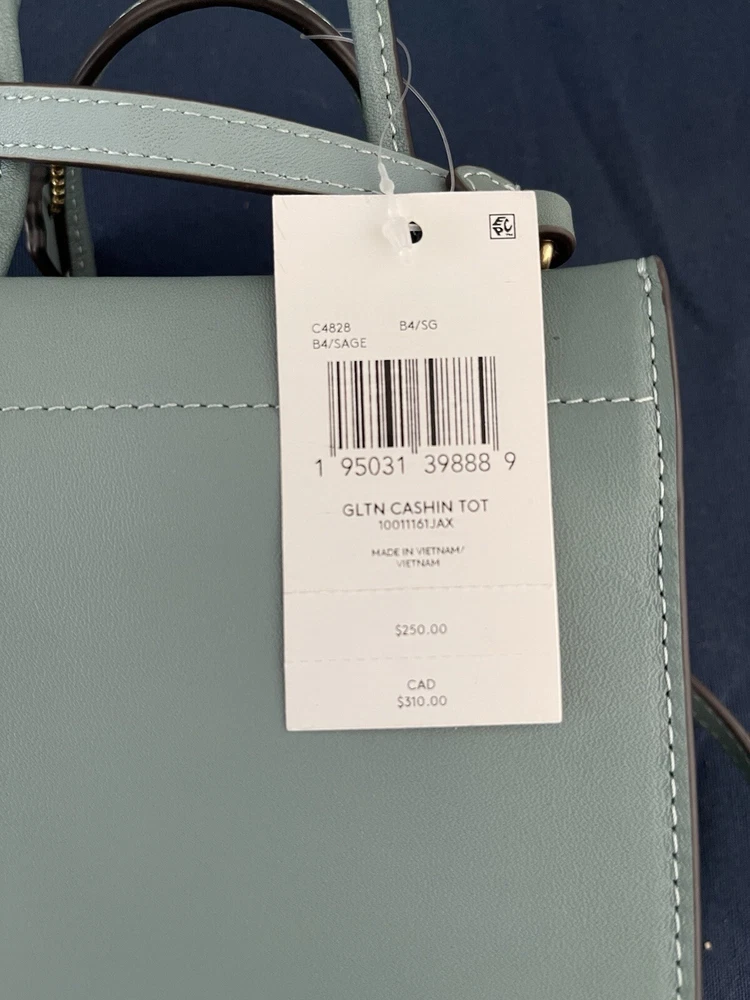 EPC
C4828 B4/SG
B4/SAGE
1 95031 39888 9
GLTN CASHIN TOT
10011161JAX
MADE IN VIETNAM/
VIETNAM
$250.00
CAD
$310.00